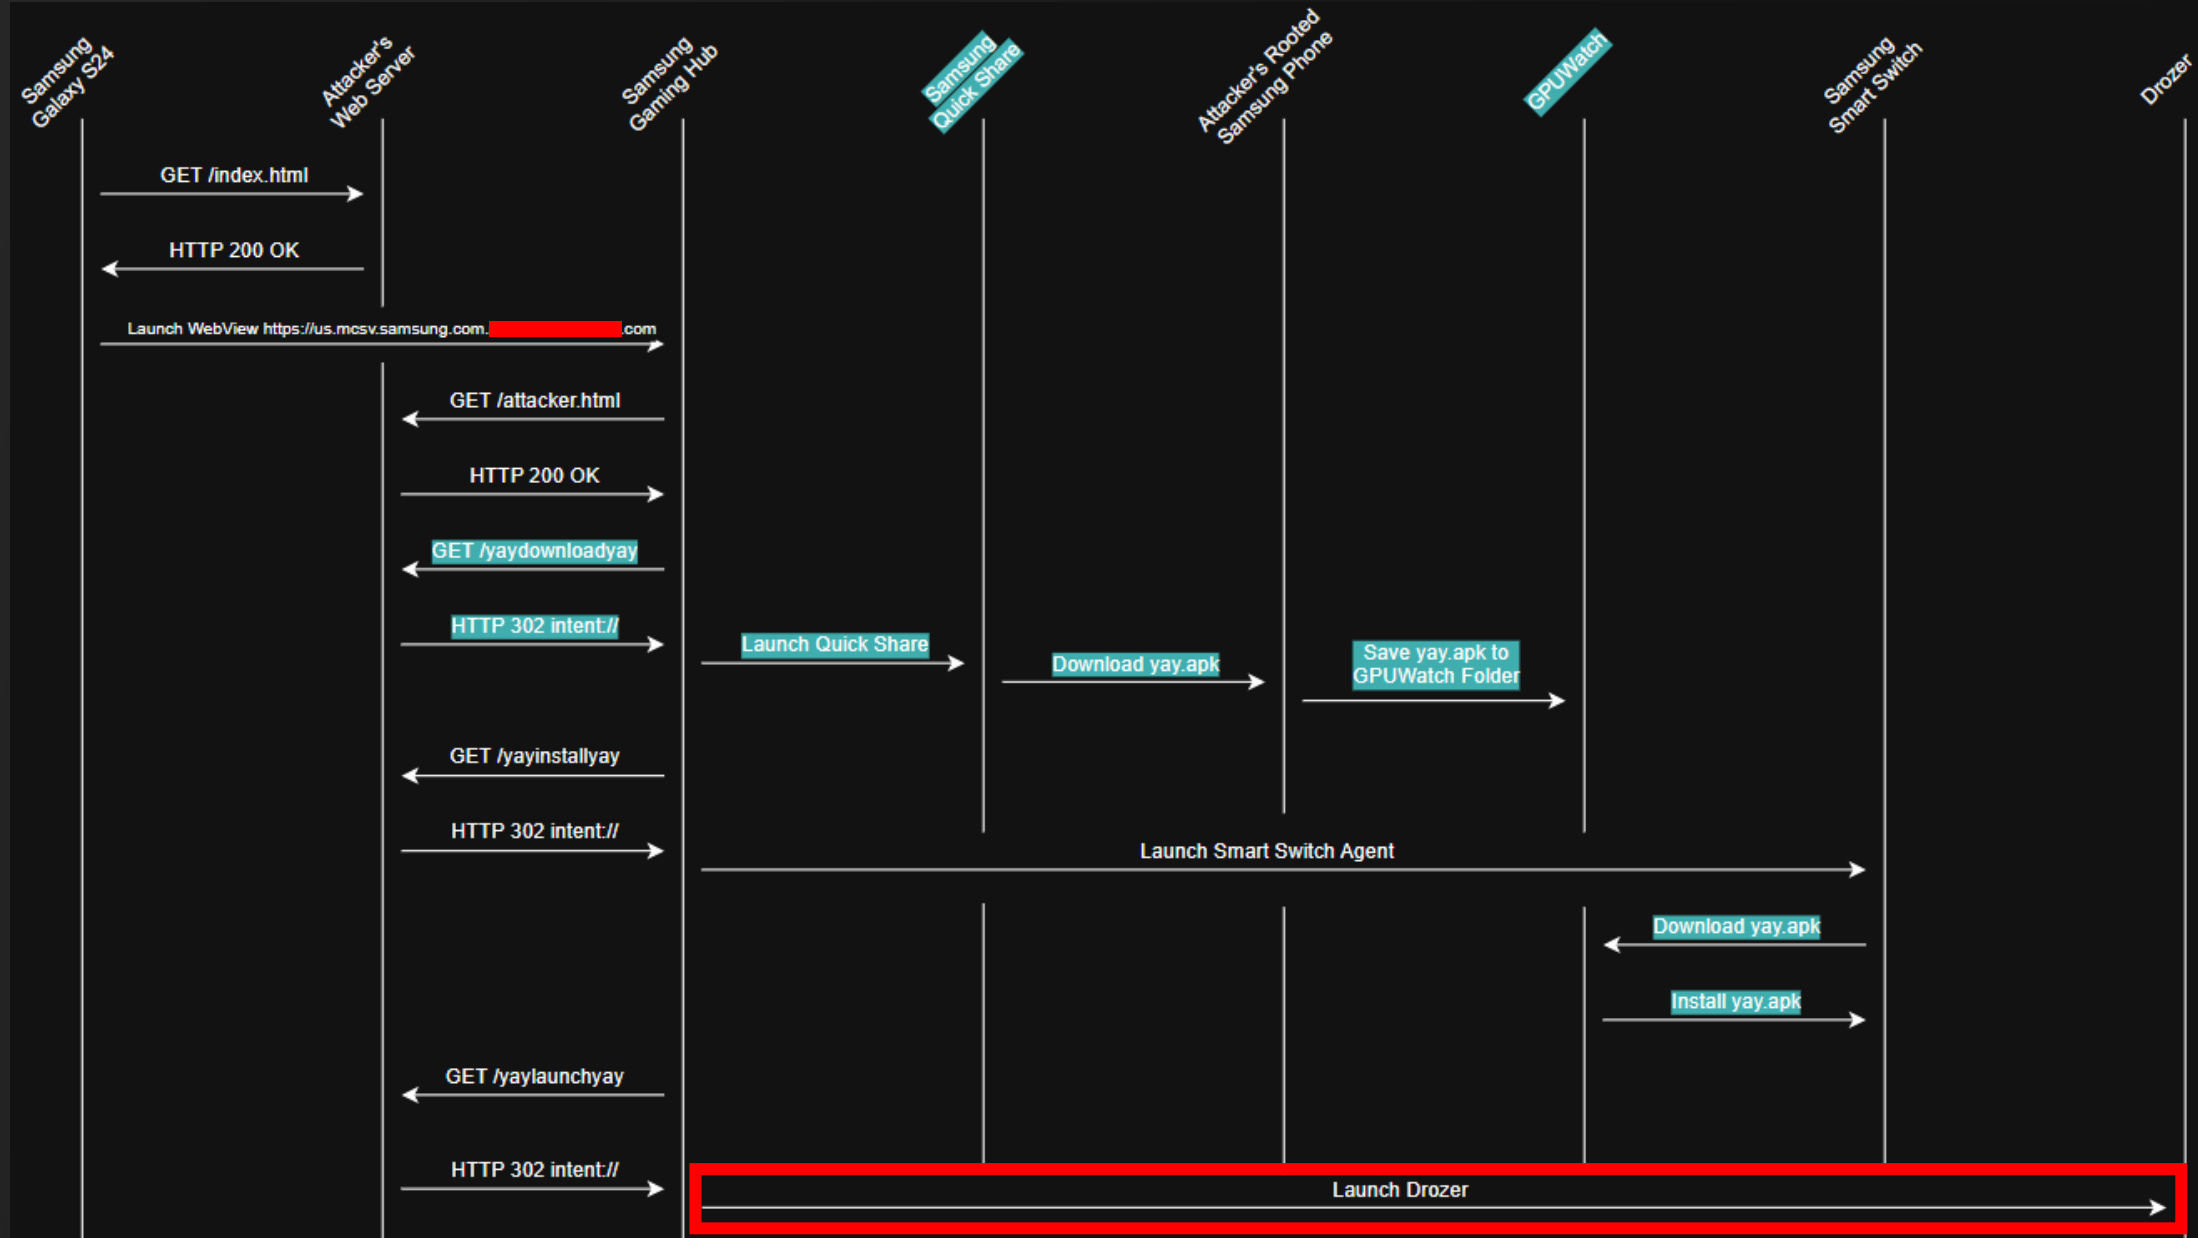 Samsung
Galaxy S24
Attacker's
Web Server
Samsung
Gaming Hub
Samsung
Quick Share
Attacker's Rooted
Samsung Phone
GPUWatch
Samsung
Smart Switch
Drozer
GET /index.html
HTTP 200 OK
Launch WebView https://us.mcsv.samsung.com. .com
GET /attacker.html
HTTP 200 OK
GET /yaydownloadyay
HTTP 302 intent://
Launch Quick Share
Download yay.apk
Save yay.apk to
GPUWatch Folder
GET /yayinstallyay
HTTP 302 intent://
Launch Smart Switch Agent
Download yay.apk
Install yay.apk
GET /yaylaunchyay
HTTP 302 intent://
Launch Drozer